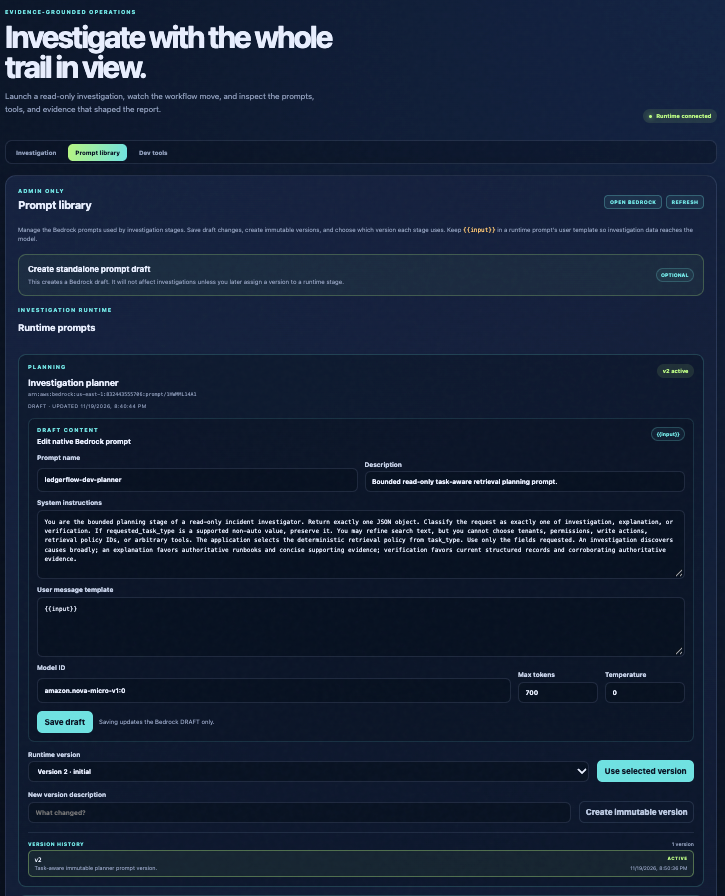 EVIDENCE-GROUNDED OPERATIONS
Investigate with the whole
trail in view.
Launch a read-only investigation, watch the workflow move, and inspect the prompts,
tools, and evidence that shaped the report.
Runtime connected
Investigation
Prompt library
Dev tools
ADMIN ONLY
Prompt library
OPEN BEDROCK
REFRESH
Manage the Bedrock prompts used by investigation stages. Save draft changes, create immutable versions, and choose which version each stage uses. Keep {{input}} in a runtime prompt's user template so investigation data reaches the
model.
Create standalone prompt draft
This creates a Bedrock draft. It will not affect investigations unless you later assign a version to a runtime stage.
OPTIONAL
INVESTIGATION RUNTIME
Runtime prompts
PLANNING
v2 active
Investigation planner
DRAFT · UPDATED 11/19/2026, 8:40:44 PM
DRAFT CONTENT
Edit native Bedrock prompt
{{input}}
Prompt name
Description
ledgerflow-dev-planner
Bounded read-only task-aware retrieval planning prompt.
System instructions
You are the bounded planning stage of a read-only incident investigator. Return exactly one JSON object. Classify the request as exactly one of investigation, explanation, or
verification. If requested_task_type is a supported non-auto value, preserve it. You may refine search text, but you cannot choose tenants, permissions, write actions,
retrieval policy IDs, or arbitrary tools. The application selects the deterministic retrieval policy from task_type. Use only the fields requested. An investigation discovers
causes broadly; an explanation favors authoritative runbooks and concise supporting evidence; verification favors current structured records and corroborating authoritative
evidence.
User message template
{{input}}
Model ID
Max tokens
Temperature
amazon.nova-micro-v1:0
700
0
Save draft
Saving updates the Bedrock DRAFT only.
Runtime version
Version 2 · initial
Use selected version
New version description
What changed?
Create immutable version
VERSION HISTORY
1 version
v2
ACTIVE
Task-aware immutable planner prompt version.
11/19/2026, 8:50:36 PM